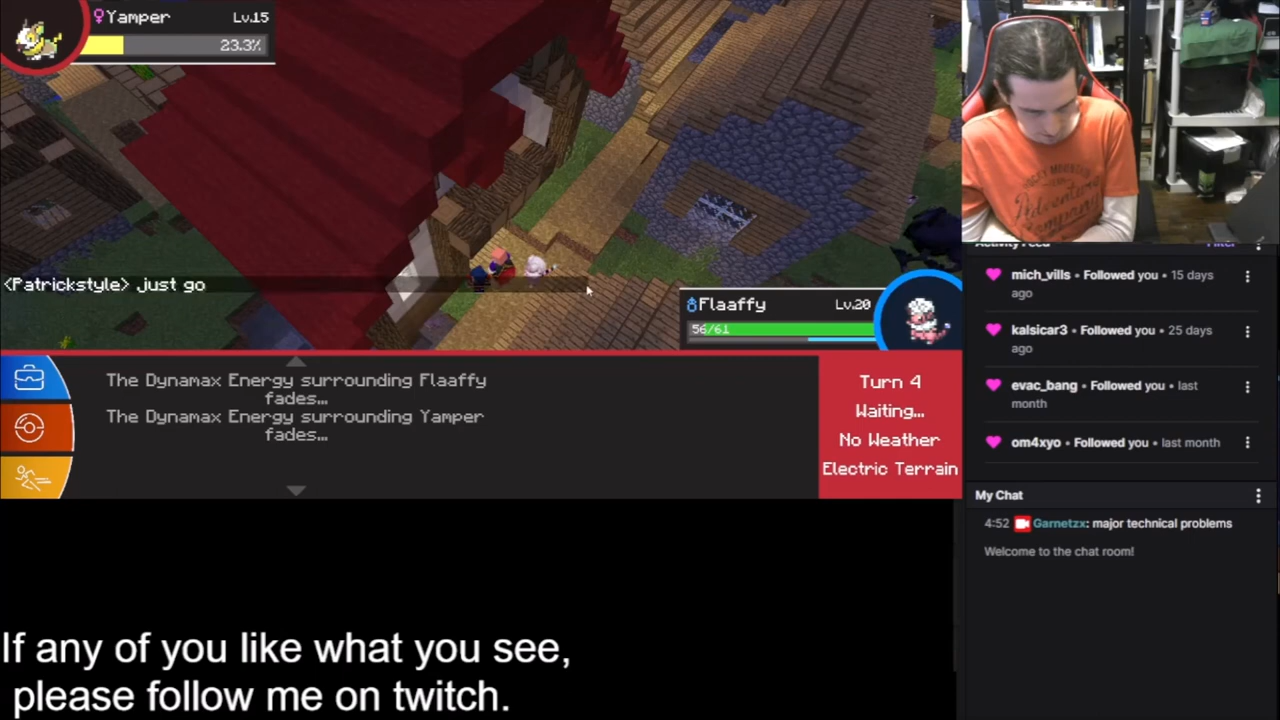 ♀Yamper Lv.15
23.3%
<Patrickstyle> just go
♂Flaaffy Lv.20
56/61
The Dynamax Energy surrounding Flaaffy
fades...
The Dynamax Energy surrounding Yamper
fades...
Turn 4
Waiting...
No Weather
Electric Terrain
Activity Feed Filter
mich_vills • Followed you • 15 days
ago
kalsicar3 • Followed you • 25 days
ago
evac_bang • Followed you • last
month
om4xyo • Followed you • last month
My Chat
4:52 Garnetzx: major technical problems
Welcome to the chat room!
If any of you like what you see,
please follow me on twitch.